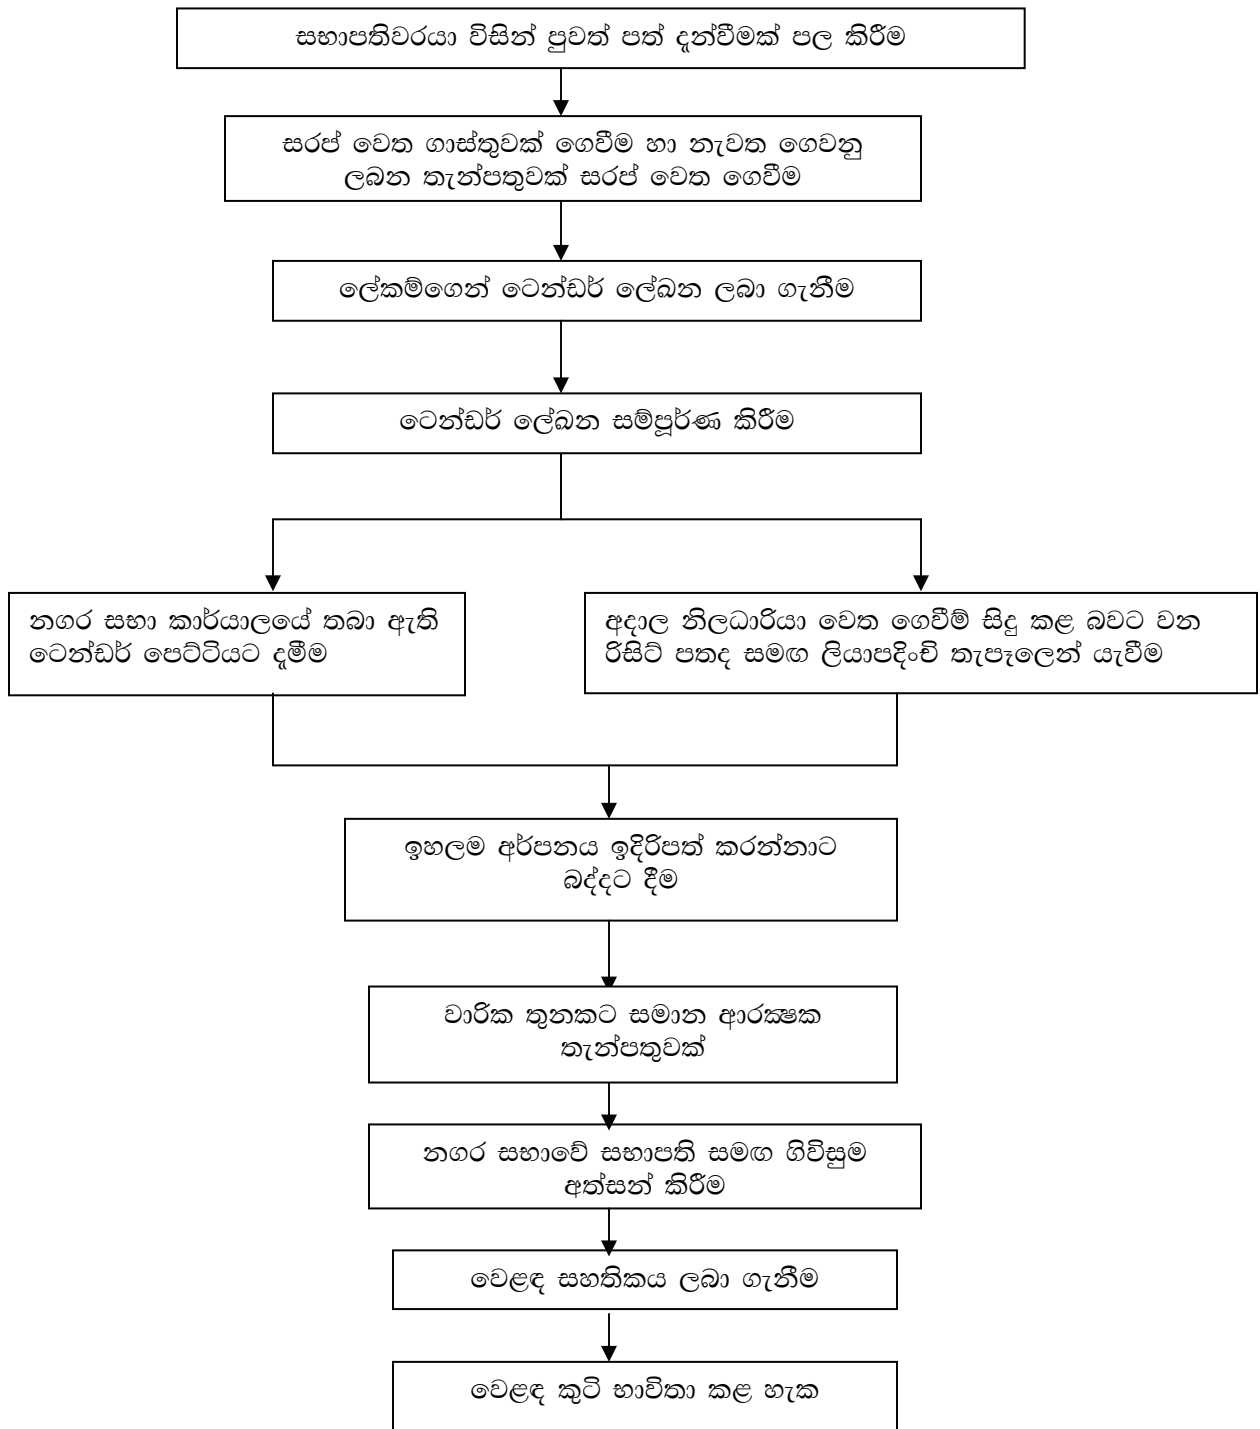 සභාපතිවරයා විසින් පුවත් පත් දැන්වීමක් පල කිරීම
සරප් වෙත ගාස්තුවක් ගෙවීම හා නැවත ගෙවනු
ලබන තැන්පතුවක් සරප් වෙත ගෙවීම
ලේකම්ගෙන් ටෙන්ඩර් ලේඛන ලබා ගැනීම
ටෙන්ඩර් ලේඛන සම්පූර්ණ කිරීම
නගර සභා කාර්යාලයේ තබා ඇති
ටෙන්ඩර් පෙට්ටියට දැමීම
අදාල නිලධාරියා වෙත ගෙවීම් සිදු කළ බවට වන
රිසිට් පතද සමඟ ලියාපදිංචි තැපෑලෙන් යැවීම
ඉහලම අර්පනය ඉදිරිපත් කරන්නාට
බද්දට දීම
වාරික තුනකට සමාන ආරක්‍ෂක
තැන්පතුවක්
නගර සභාවේ සභාපති සමඟ ගිවිසුම
අත්සන් කිරීම
වෙළඳ සහතිකය ලබා ගැනීම
වෙළඳ කුටි භාවිතා කළ හැක